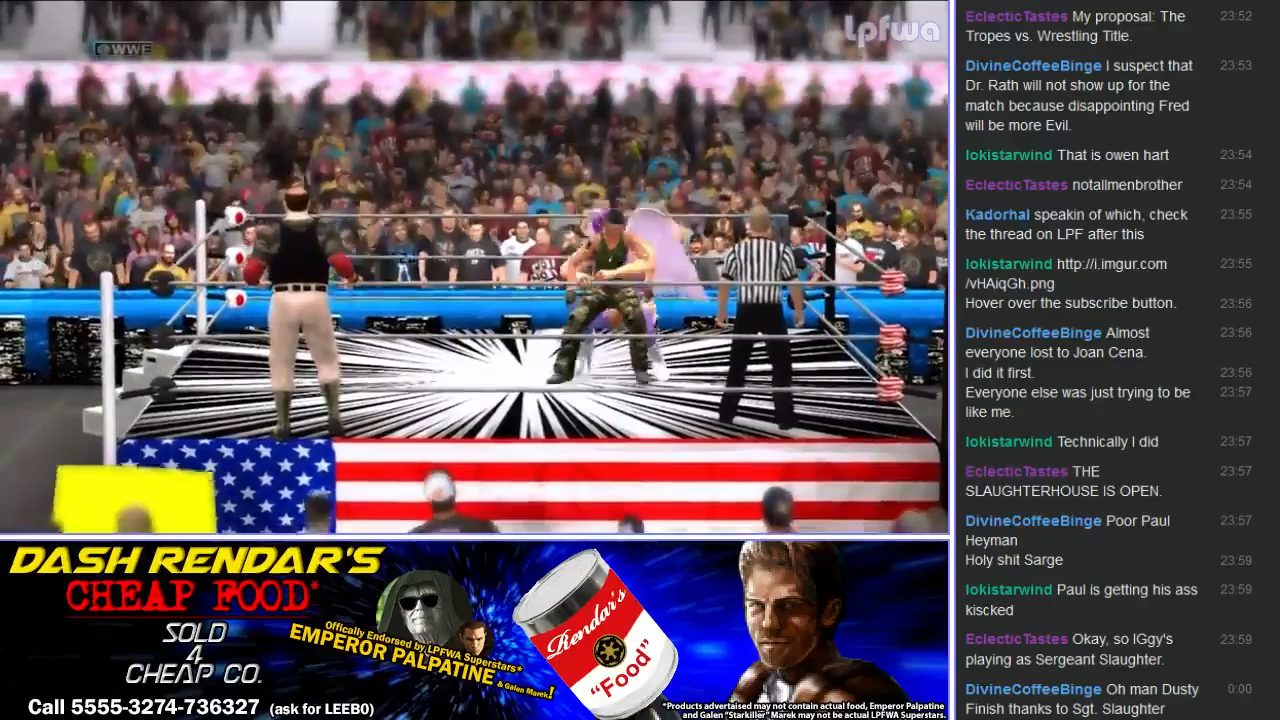 WWE
Lpfwa
DASH RENDAR'S
CHEAP FOOD*
SOLD
4
CHEAP CO.
Call 5555-3274-736327 (ask for LEEB0)
Offically Endorsed by LPFWA Superstars*
EMPEROR PALPATINE
& Galen Marek!
Rendar's
"Food"
*Products advertised may not contain actual food, Emperor Palpatine
and Galen "Starkiller" Marek may not be actual LPFWA Superstars.
EclecticTastes My proposal: The 23:52
Tropes vs. Wrestling Title.
DivineCoffeeBinge I suspect that 23:53
Dr. Rath will not show up for the
match because disappointing Fred
will be more Evil.
lokistarwind That is owen hart 23:54
EclecticTastes notallmenbrother 23:54
Kadorhal speakin of which, check 23:55
the thread on LPF after this
lokistarwind http://i.imgur.com 23:55
/vHAiqGh.png
Hover over the subscribe button. 23:56
DivineCoffeeBinge Almost 23:56
everyone lost to Joan Cena.
I did it first. 23:56
Everyone else was just trying to be 23:57
like me.
lokistarwind Technically I did 23:57
EclecticTastes THE 23:57
SLAUGHTERHOUSE IS OPEN.
DivineCoffeeBinge Poor Paul 23:57
Heyman
Holy shit Sarge 23:59
lokistarwind Paul is getting his ass 23:59
kiscked
EclecticTastes Okay, so IGgy's 23:59
playing as Sergeant Slaughter.
DivineCoffeeBinge Oh man Dusty 0:00
Finish thanks to Sgt. Slaughter